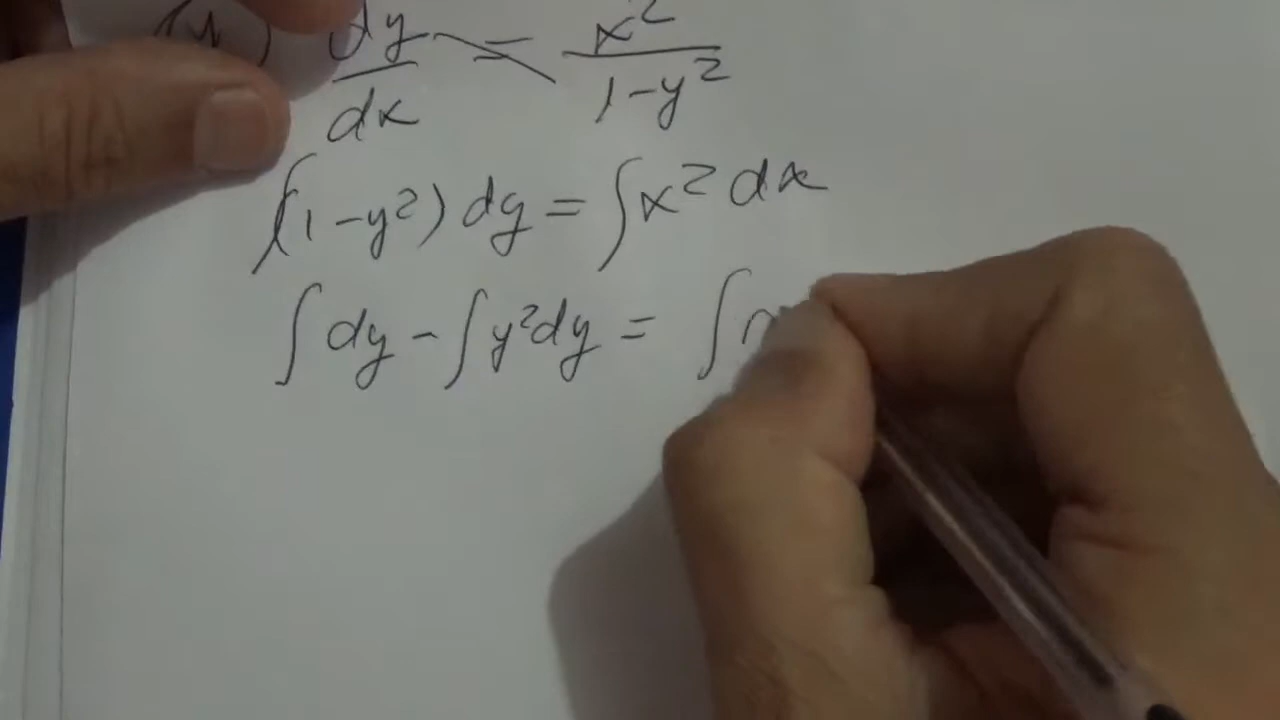 dy/dx = x²/(1-y²)
∫(1-y²) dy = ∫x² dx
∫dy - ∫y²dy = ∫